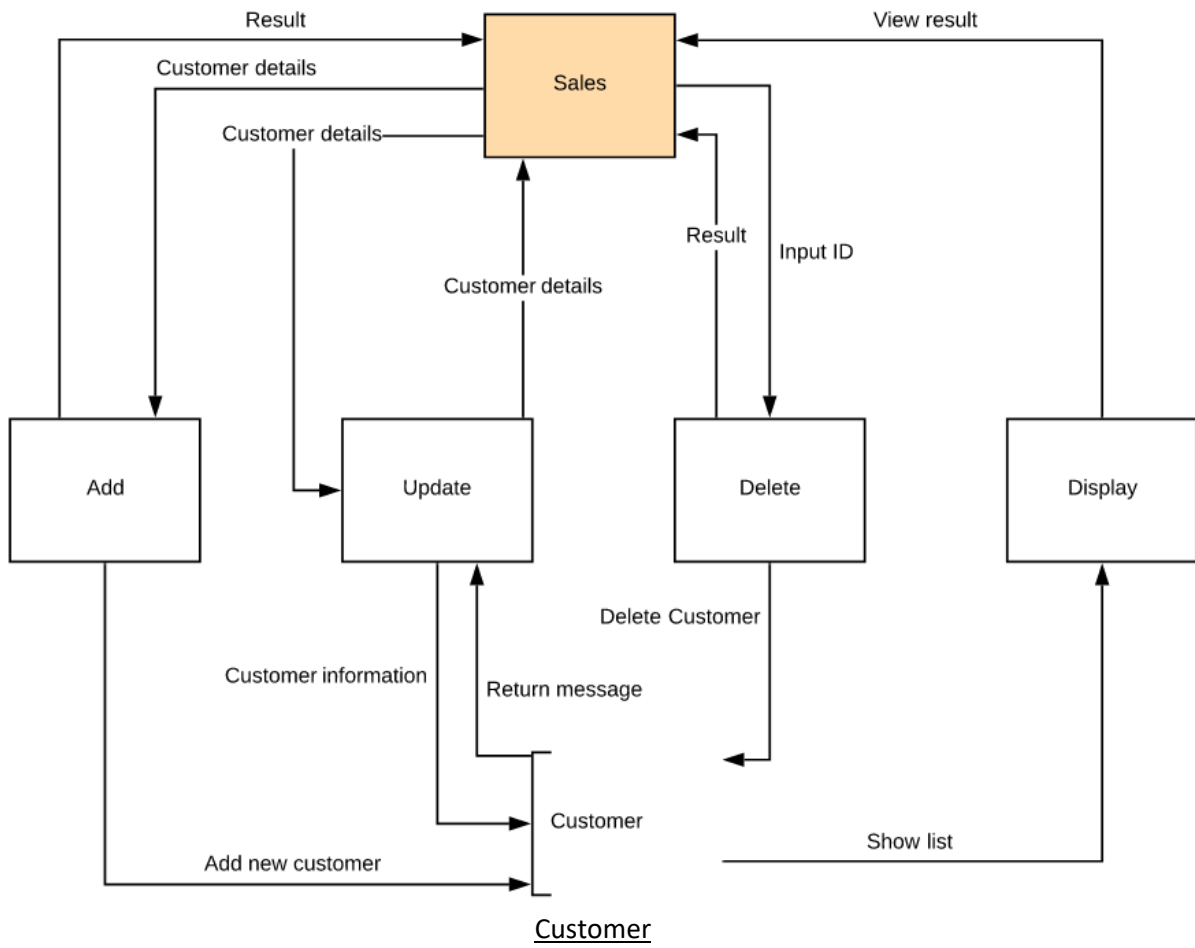 Result
View result
Customer details
Sales
Customer details
Result
Input ID
Customer details
Add
Update
Delete
Display
Delete Customer
Customer information
Return message
Customer
Show list
Add new customer
Customer